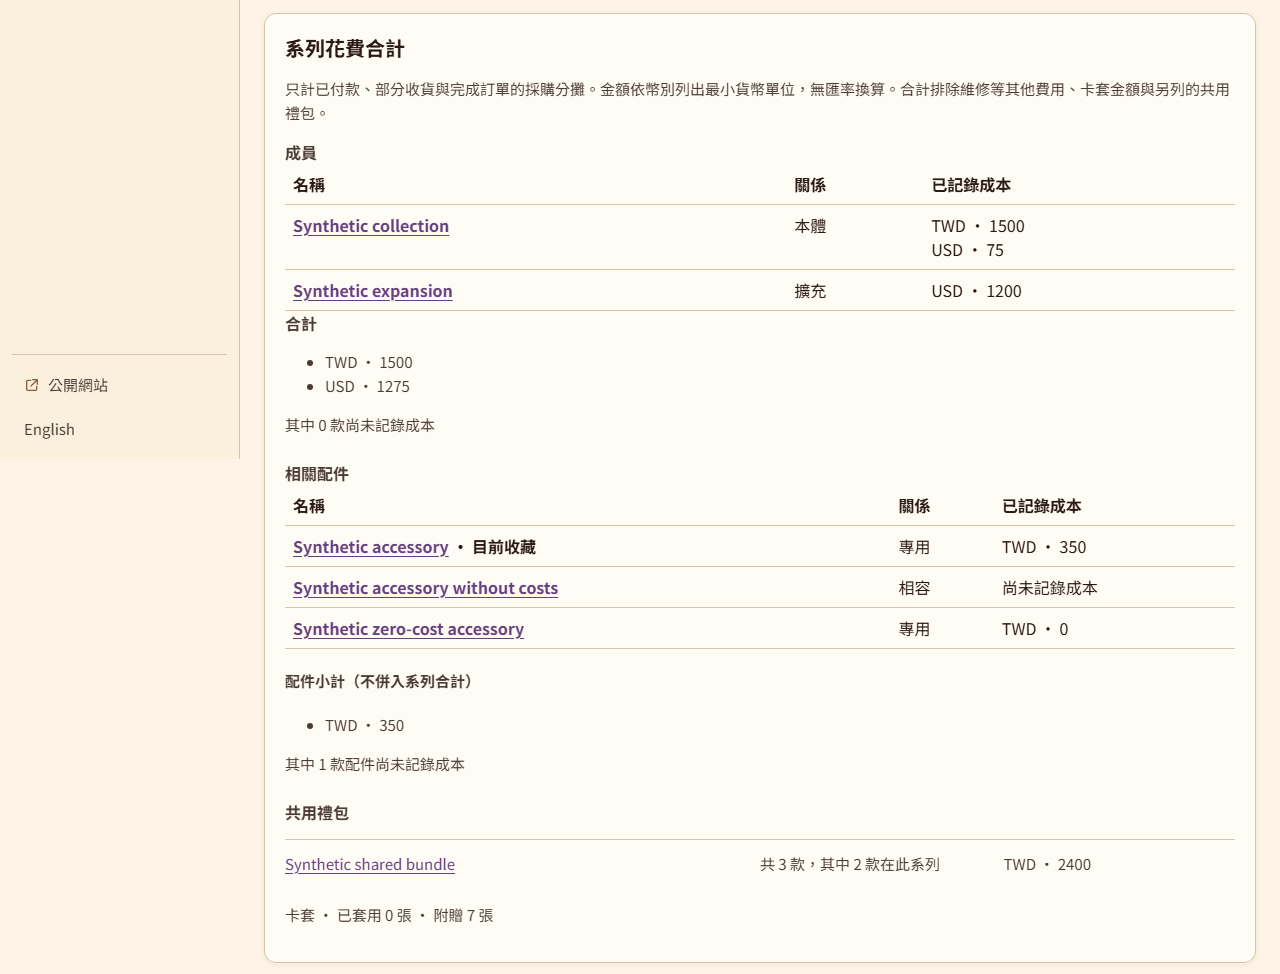 系列花費合計
只計已付款、部分收貨與完成訂單的採購分攤。金額依幣別列出最小貨幣單位，無匯率換算。合計排除維修等其他費用、卡套金額與另列的共用
禮包。
成員
名稱 關係 已記錄成本
Synthetic collection 本體 TWD ・ 1500
USD ・ 75
Synthetic expansion 擴充 USD ・ 1200
合計
• TWD ・ 1500
• USD ・ 1275
其中 0 款尚未記錄成本
相關配件
名稱 關係 已記錄成本
Synthetic accessory ・ 目前收藏 專用 TWD ・ 350
Synthetic accessory without costs 相容 尚未記錄成本
Synthetic zero-cost accessory 專用 TWD ・ 0
配件小計（不併入系列合計）
• TWD ・ 350
其中 1 款配件尚未記錄成本
共用禮包
Synthetic shared bundle 共 3 款，其中 2 款在此系列 TWD ・ 2400
卡套 ・ 已套用 0 張 ・ 附贈 7 張
公開網站
English